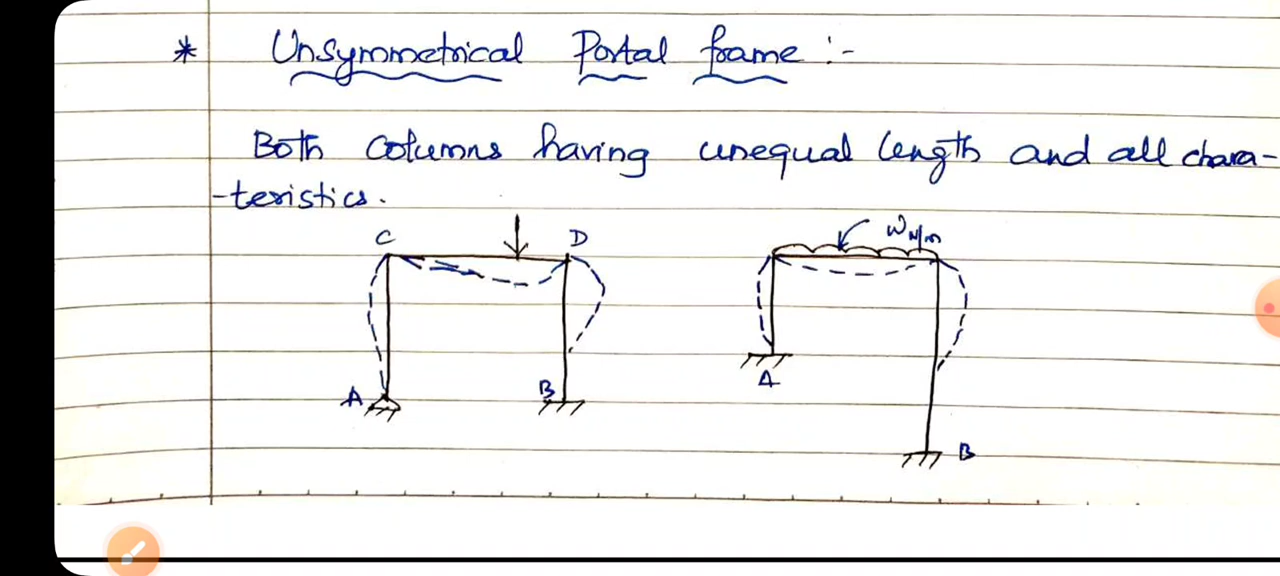 * Unsymmetrical Portal frame :-
Both columns having unequal length and all chara-
-teristics.
C D W N/m
A B A
B